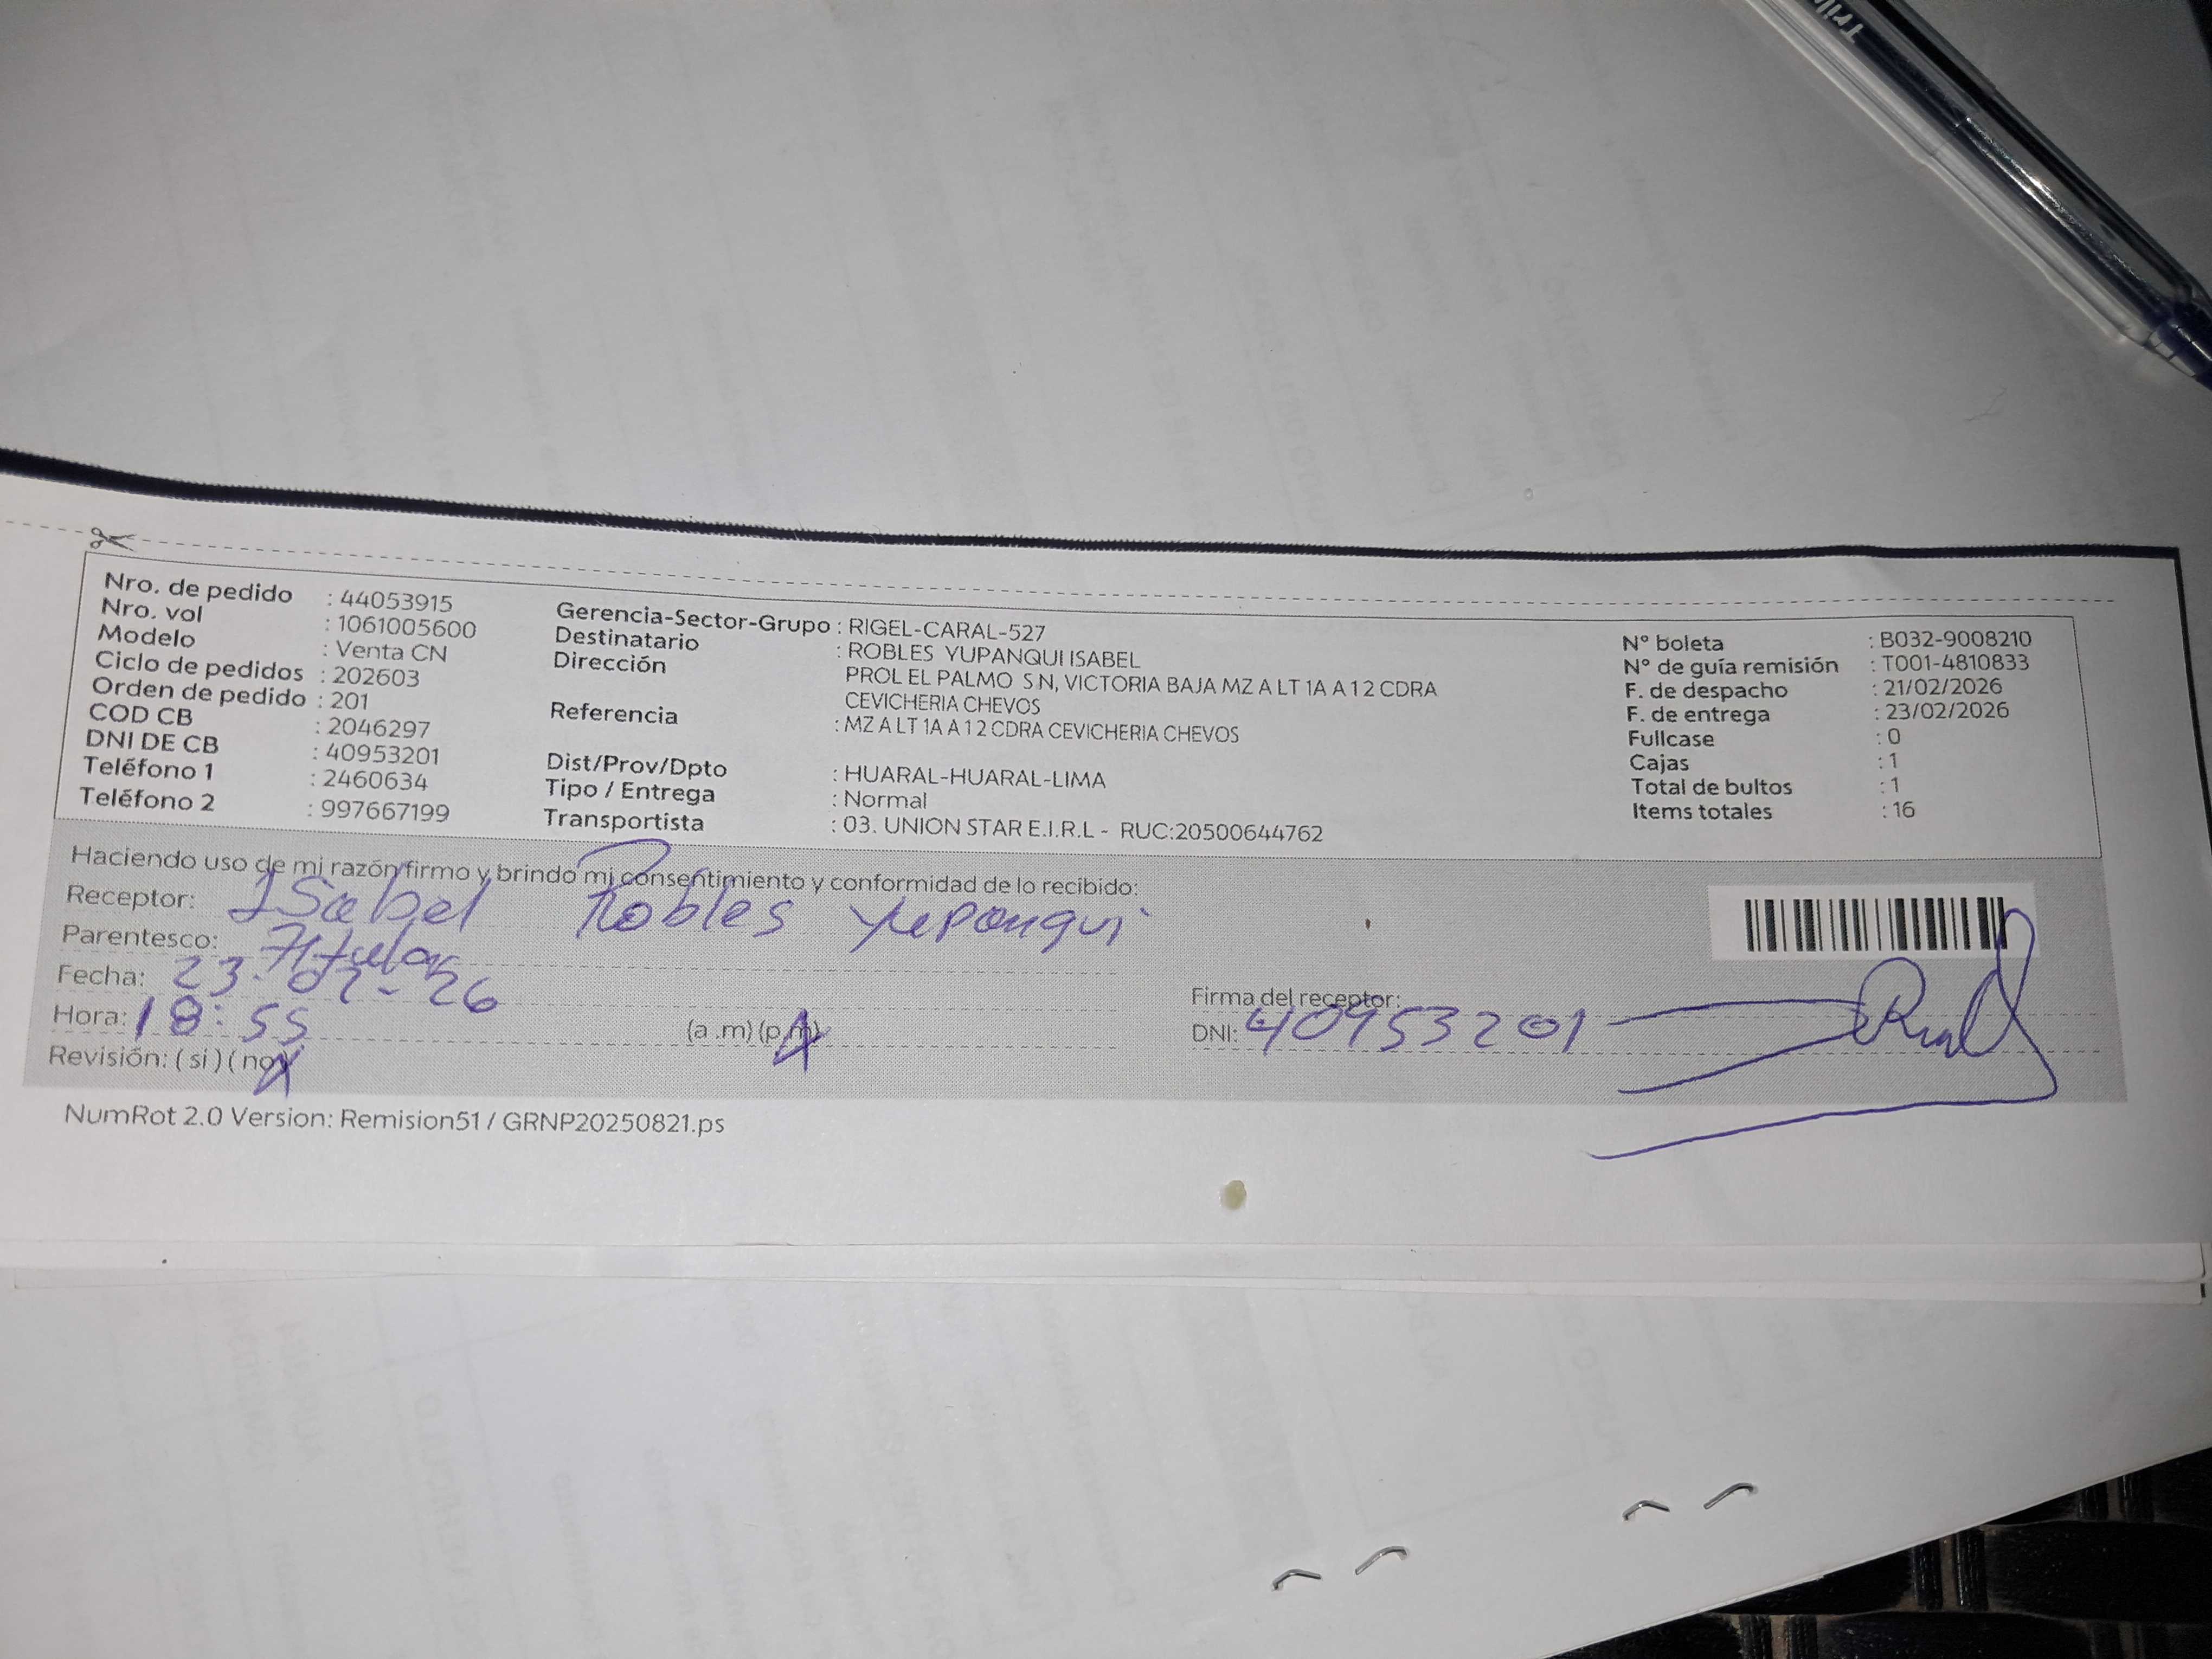 Tril
Nro. de pedido : 44053915
Nro. vol : 1061005600
Modelo : Venta CN
Ciclo de pedidos : 202603
Orden de pedido : 201
COD CB : 2046297
DNI DE CB : 40953201
Teléfono 1 : 2460634
Teléfono 2 : 997667199
Gerencia-Sector-Grupo : RIGEL-CARAL-527
Destinatario : ROBLES YUPANQUI ISABEL
Dirección PROL EL PALMO S N, VICTORIA BAJA MZ A LT 1A A 1 2 CDRA
CEVICHERIA CHEVOS
Referencia : MZ A LT 1A A 1 2 CDRA CEVICHERIA CHEVOS
Dist/Prov/Dpto : HUARAL-HUARAL-LIMA
Tipo / Entrega : Normal
Transportista : 03. UNION STAR E.I.R.L - RUC:20500644762
N° boleta : B032-9008210
N° de guía remisión : T001-4810833
F. de despacho : 21/02/2026
F. de entrega : 23/02/2026
Fullcase : 0
Cajas : 1
Total de bultos : 1
Items totales : 16
Haciendo uso de mi razón firmo y brindo mi consentimiento y conformidad de lo recibido:
Receptor: Isabel Robles Yupanqui
Parentesco: Titular
Fecha: 23-02-26
Hora: 18:55 (a .m) (p.m)
Revisión: ( si ) ( no )
Firma del receptor:
DNI: 40953201
NumRot 2.0 Version: Remision51 / GRNP20250821.ps